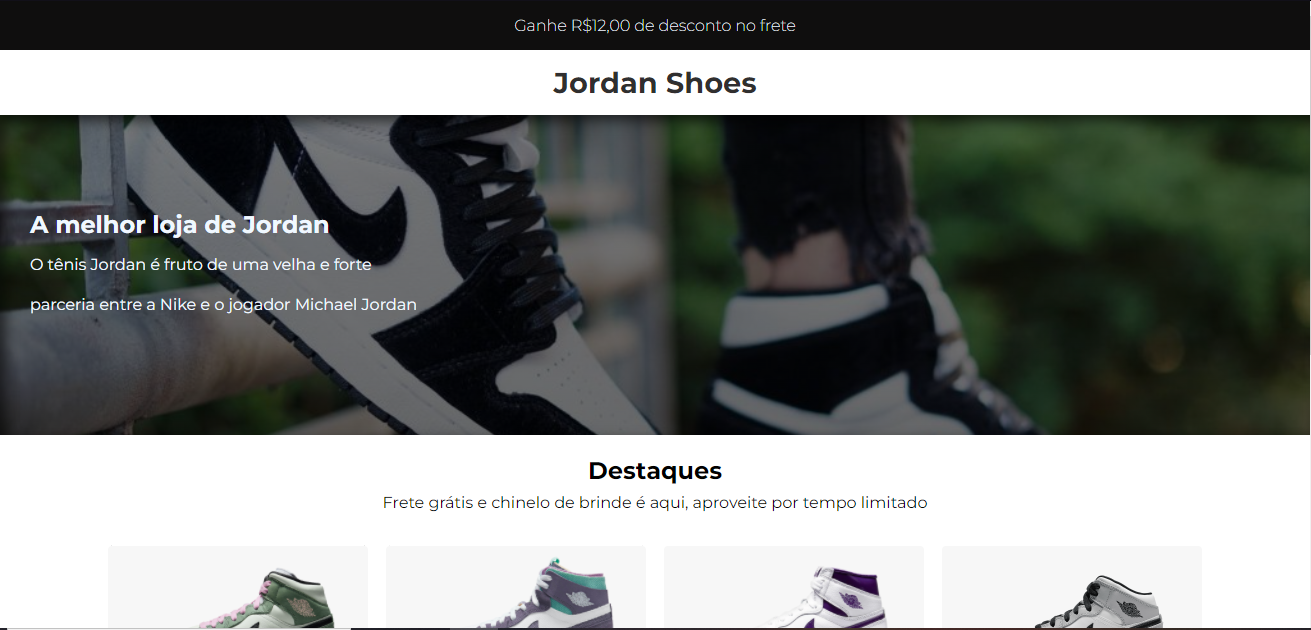 Ganhe R$12,00 de desconto no frete
Jordan Shoes
A melhor loja de Jordan
O tênis Jordan é fruto de uma velha e forte
parceria entre a Nike e o jogador Michael Jordan
Destaques
Frete grátis e chinelo de brinde é aqui, aproveite por tempo limitado